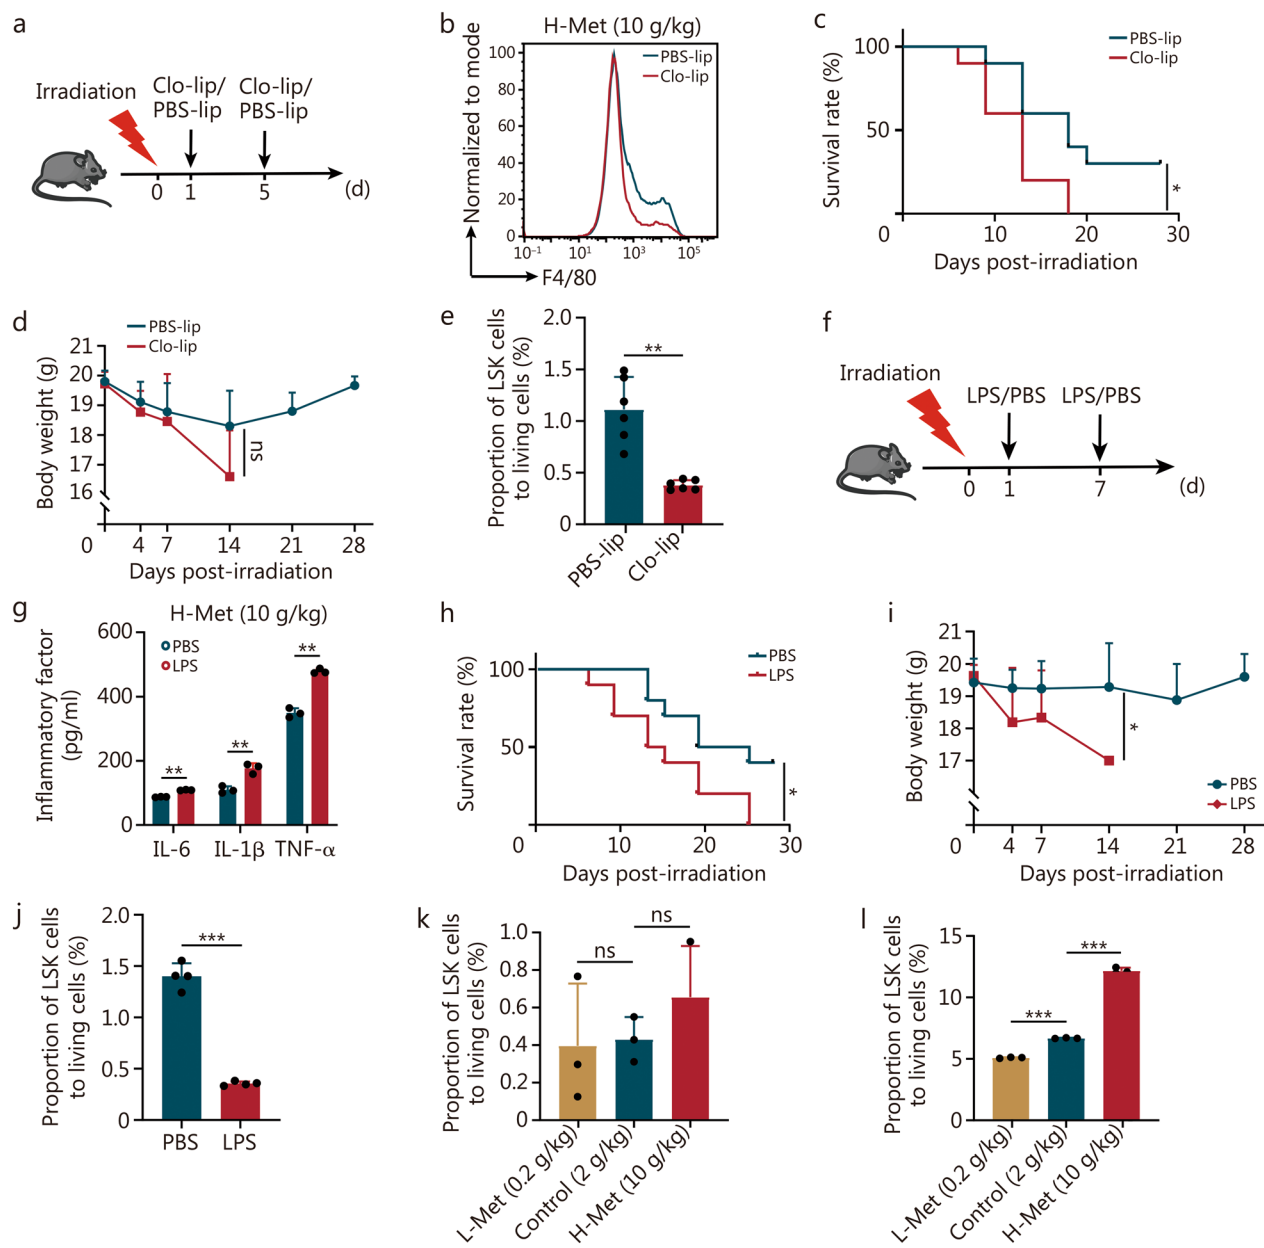 a
Irradiation
Clo-lip/
PBS-lip
Clo-lip/
PBS-lip
0 1 5 (d)
b
H-Met (10 g/kg)
Normalized to mode
PBS-lip
Clo-lip
100
80
60
40
20
0
10⁻¹ 10¹ 10³ 10⁵
F4/80
c
Survival rate (%)
PBS-lip
Clo-lip
100
50
0 10 20 30
Days post-irradiation
*
d
PBS-lip
Clo-lip
Body weight (g)
21
20
19
18
17
16
0 4 7 14 21 28
Days post-irradiation
ns
e
Proportion of LSK cells
to living cells (%)
2.0
1.5
1.0
0.5
0
**
PBS-lip
Clo-lip
f
Irradiation
LPS/PBS LPS/PBS
0 1 7 (d)
g
H-Met (10 g/kg)
Inflammatory factor
(pg/ml)
PBS
LPS
600
400
200
0
**
**
**
IL-6 IL-1β TNF-α
h
Survival rate (%)
PBS
LPS
100
50
0 10 20 30
Days post-irradiation
*
i
Body weight (g)
21
20
19
18
17
0 4 7 14 21 28
Days post-irradiation
*
PBS
LPS
j
Proportion of LSK cells
to living cells (%)
2.0
1.5
1.0
0.5
0
***
PBS LPS
k
Proportion of LSK cells
to living cells (%)
1.0
0.8
0.6
0.4
0.2
0
ns
ns
L-Met (0.2 g/kg)
Control (2 g/kg)
H-Met (10 g/kg)
l
Proportion of LSK cells
to living cells (%)
15
10
5
0
***
***
L-Met (0.2 g/kg)
Control (2 g/kg)
H-Met (10 g/kg)